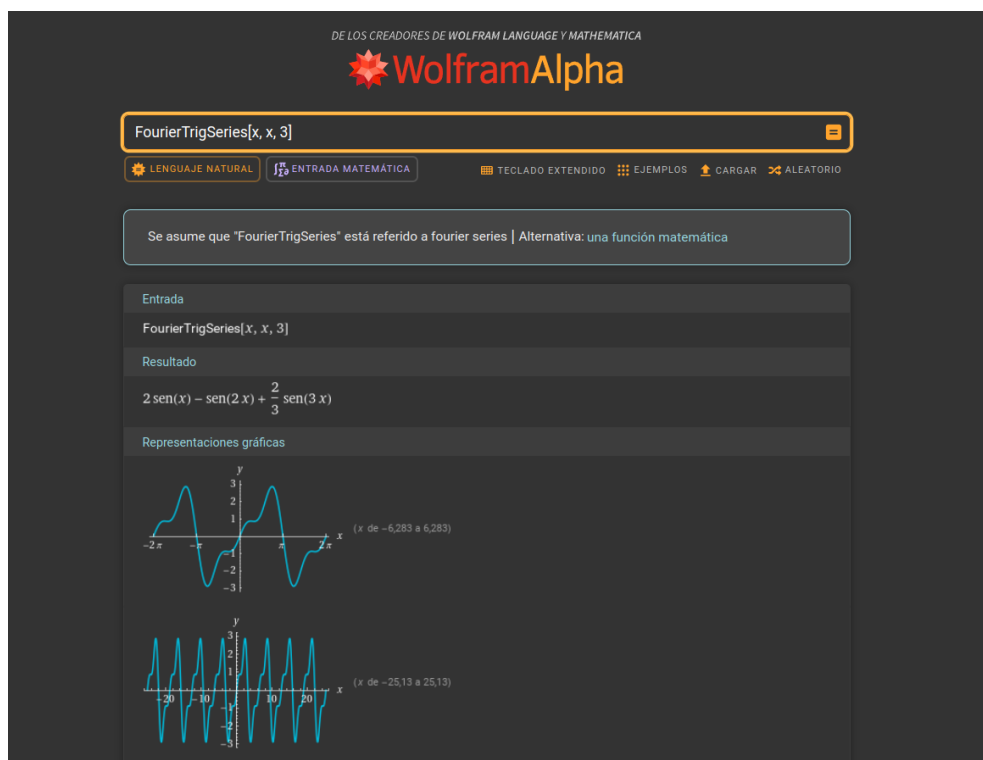 DE LOS CREADORES DE WOLFRAM LANGUAGE Y MATHEMATICA
WolframAlpha
FourierTrigSeries[x, x, 3]
LENGUAJE NATURAL
∫Σ∂π ENTRADA MATEMÁTICA
TECLADO EXTENDIDO
EJEMPLOS
CARGAR
ALEATORIO
Se asume que "FourierTrigSeries" está referido a fourier series | Alternativa: una función matemática
Entrada
FourierTrigSeries[x, x, 3]
Resultado
2 sen(x) − sen(2 x) + 2/3 sen(3 x)
Representaciones gráficas
y
3
2
1
−2 π
−π
π
2 π
x
−1
−2
−3
(x de −6,283 a 6,283)
y
3
2
1
−20
−10
10
20
x
−1
−2
−3
(x de −25,13 a 25,13)